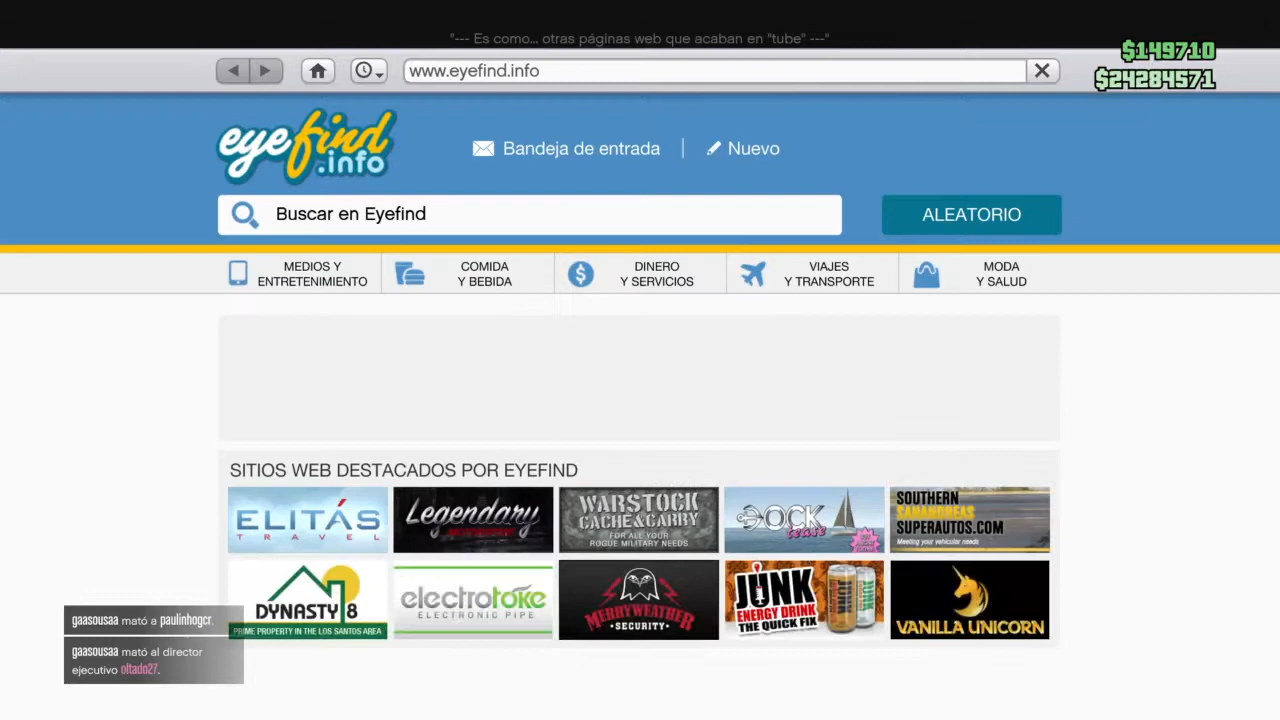 "--- Es como... otras páginas web que acaban en "tube" ---"
$149710
$24284571
www.eyefind.info
eyefind
.info
Bandeja de entrada
Nuevo
Buscar en Eyefind
ALEATORIO
MEDIOS Y
ENTRETENIMIENTO
COMIDA
Y BEBIDA
DINERO
Y SERVICIOS
VIAJES
Y TRANSPORTE
MODA
Y SALUD
SITIOS WEB DESTACADOS POR EYEFIND
ELITÁS
TRAVEL
Legendary
WARSTOCK
CACHE&CARRY
FOR ALL YOUR
ROGUE MILITARY NEEDS
DOCK
tease
SOUTHERN
SANANDREAS
SUPERAUTOS.COM
Meeting your vehicular needs
DYNASTY 8
PRIME PROPERTY IN THE LOS SANTOS AREA
electrotoke
ELECTRONIC PIPE
MERRYWEATHER
SECURITY
JUNK
ENERGY DRINK
THE QUICK FIX
VANILLA UNICORN
gaasousaa mató a paulinhogcr.
gaasousaa mató al director
ejecutivo oltado27.